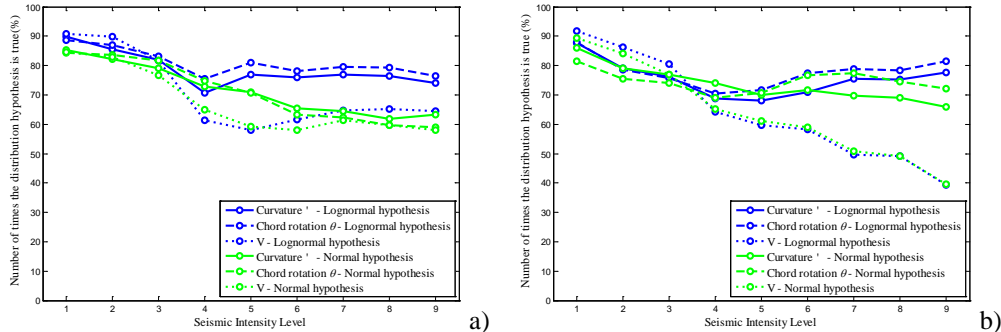 Number of times the distribution hypothesis is true (%)
100
90
80
70
60
50
40
30
20
10
0
Curvature ' - Lognormal hypothesis
Chord rotation θ - Lognormal hypothesis
V - Lognormal hypothesis
Curvature ' - Normal hypothesis
Chord rotation θ - Normal hypothesis
V - Normal hypothesis
1 2 3 4 5 6 7 8 9
Seismic Intensity Level
a)
Number of times the distribution hypothesis is true (%)
100
90
80
70
60
50
40
30
20
10
0
Curvature ' - Lognormal hypothesis
Chord rotation θ - Lognormal hypothesis
V - Lognormal hypothesis
Curvature ' - Normal hypothesis
Chord rotation θ - Normal hypothesis
V - Normal hypothesis
1 2 3 4 5 6 7 8 9
Seismic Intensity Level
b)